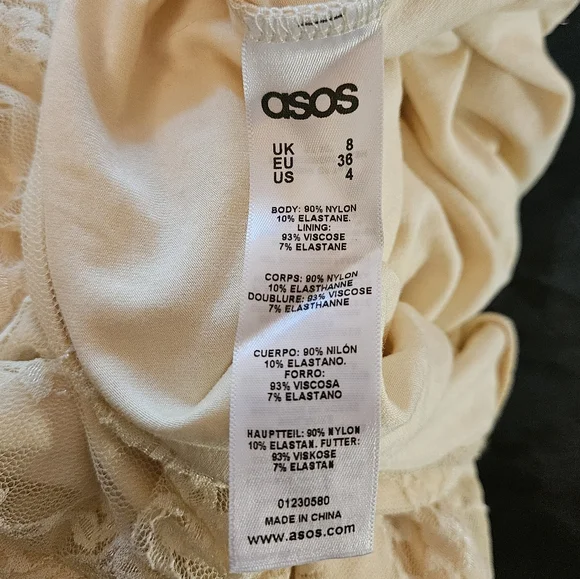 asos
UK 8
EU 36
US 4
BODY: 90% NYLON
10% ELASTANE.
LINING:
93% VISCOSE
7% ELASTANE
CORPS: 90% NYLON
10% ELASTHANNE
DOUBLURE: 93% VISCOSE
7% ELASTHANNE
CUERPO: 90% NILÓN
10% ELASTANO.
FORRO:
93% VISCOSA
7% ELASTANO
HAUPTTEIL: 90% NYLON
10% ELASTAN. FUTTER:
93% VISKOSE
7% ELASTAN
01230580
MADE IN CHINA
www.asos.com